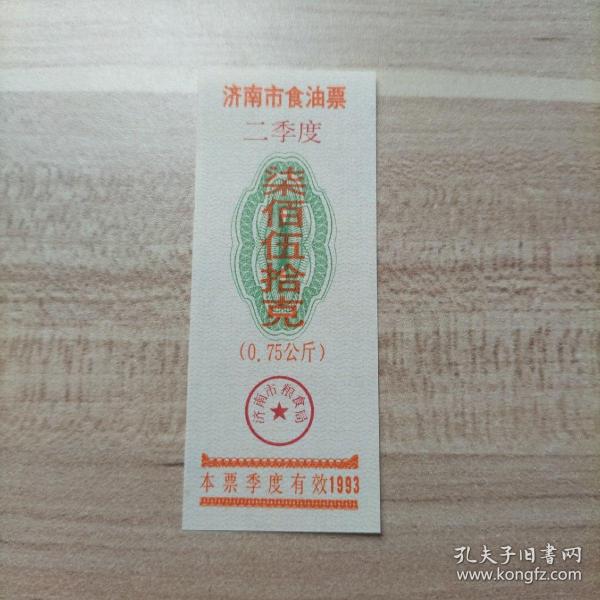 济南市食油票
二季度
柒佰伍拾克
(0.75公斤)
济南市粮食局
本票季度有效1993
孔夫子旧书网
www.kongfz.com